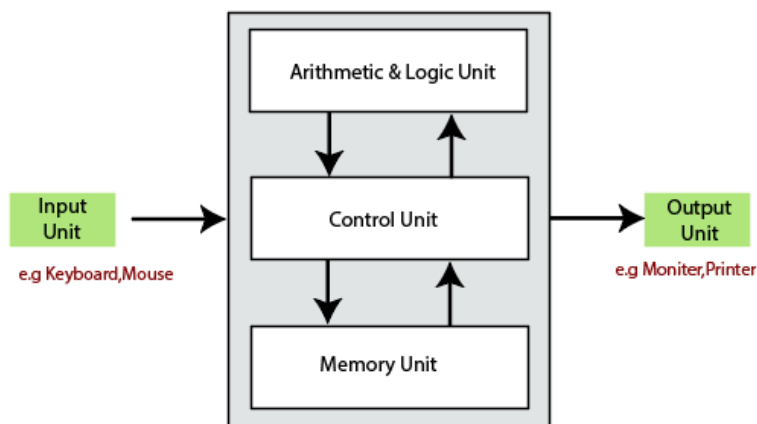 Arithmetic & Logic Unit
Input
Unit
Control Unit
Output
Unit
e.g Keyboard,Mouse
e.g Moniter,Printer
Memory Unit